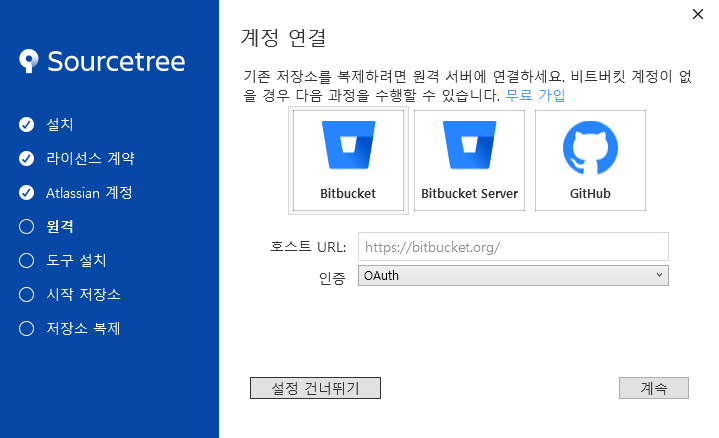 Sourcetree
설치
라이선스 계약
Atlassian 계정
원격
도구 설치
시작 저장소
저장소 복제
계정 연결
기존 저장소를 복제하려면 원격 서버에 연결하세요. 비트버킷 계정이 없
을 경우 다음 과정을 수행할 수 있습니다. 무료 가입
Bitbucket
Bitbucket Server
GitHub
호스트 URL: https://bitbucket.org/
인증 OAuth
설정 건너뛰기
계속